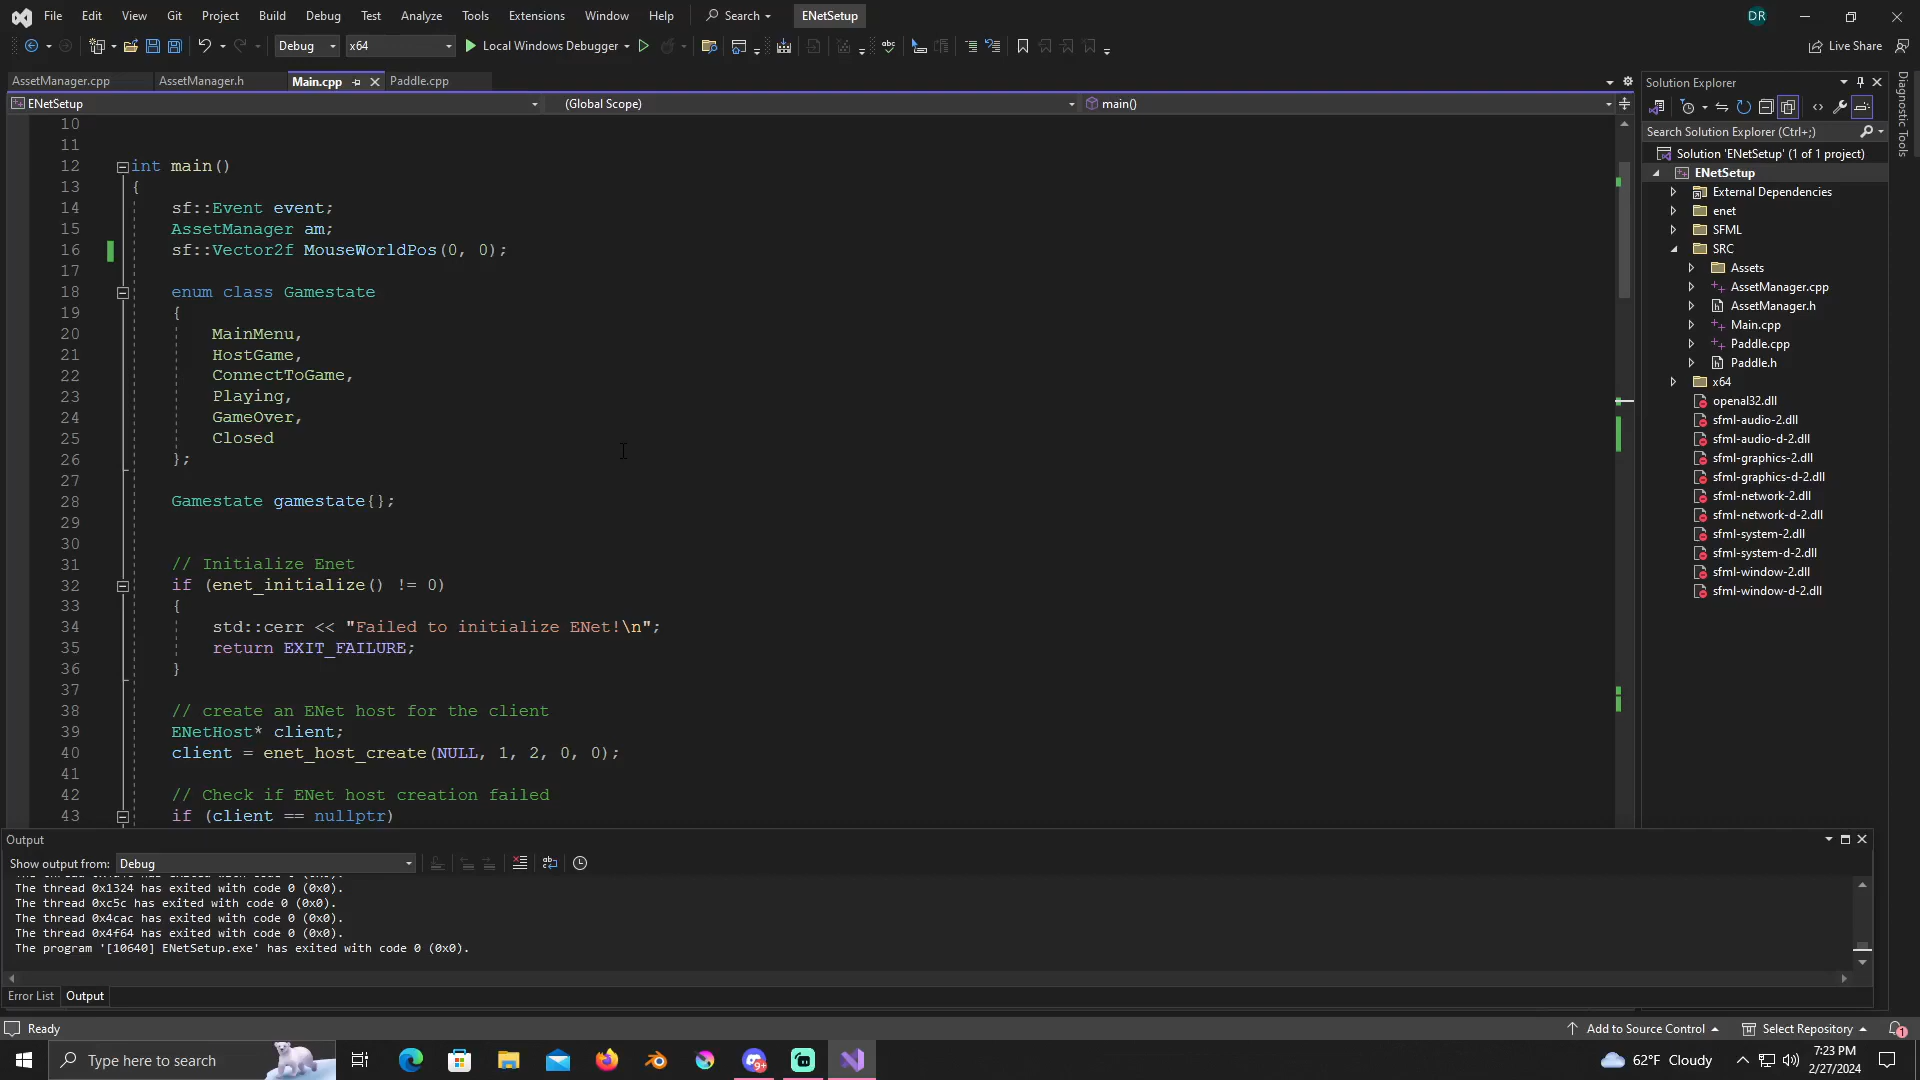 File Edit View Git Project Build Debug Test Analyze Tools Extensions Window Help Search ENetSetup DR
Debug x64 Local Windows Debugger Live Share
AssetManager.cpp AssetManager.h Main.cpp Paddle.cpp
ENetSetup (Global Scope) main()
10
11
12 int main()
13 {
14 sf::Event event;
15 AssetManager am;
16 sf::Vector2f MouseWorldPos(0, 0);
17
18 enum class Gamestate
19 {
20 MainMenu,
21 HostGame,
22 ConnectToGame,
23 Playing,
24 GameOver,
25 Closed
26 };
27
28 Gamestate gamestate{};
29
30
31 // Initialize Enet
32 if (enet_initialize() != 0)
33 {
34 std::cerr << "Failed to initialize ENet!\n";
35 return EXIT_FAILURE;
36 }
37
38 // create an ENet host for the client
39 ENetHost* client;
40 client = enet_host_create(NULL, 1, 2, 0, 0);
41
42 // Check if ENet host creation failed
43 if (client == nullptr)
Solution Explorer
Search Solution Explorer (Ctrl+;)
Solution 'ENetSetup' (1 of 1 project)
ENetSetup
External Dependencies
enet
SFML
SRC
Assets
AssetManager.cpp
AssetManager.h
Main.cpp
Paddle.cpp
Paddle.h
x64
openal32.dll
sfml-audio-2.dll
sfml-audio-d-2.dll
sfml-graphics-2.dll
sfml-graphics-d-2.dll
sfml-network-2.dll
sfml-network-d-2.dll
sfml-system-2.dll
sfml-system-d-2.dll
sfml-window-2.dll
sfml-window-d-2.dll
Diagnostic Tools
Output
Show output from: Debug
The thread 0x1324 has exited with code 0 (0x0).
The thread 0xc5c has exited with code 0 (0x0).
The thread 0x4cac has exited with code 0 (0x0).
The thread 0x4f64 has exited with code 0 (0x0).
The program '[10640] ENetSetup.exe' has exited with code 0 (0x0).
Error List Output
Ready Add to Source Control Select Repository 1
Type here to search 9+ 62°F Cloudy 7:23 PM
2/27/2024